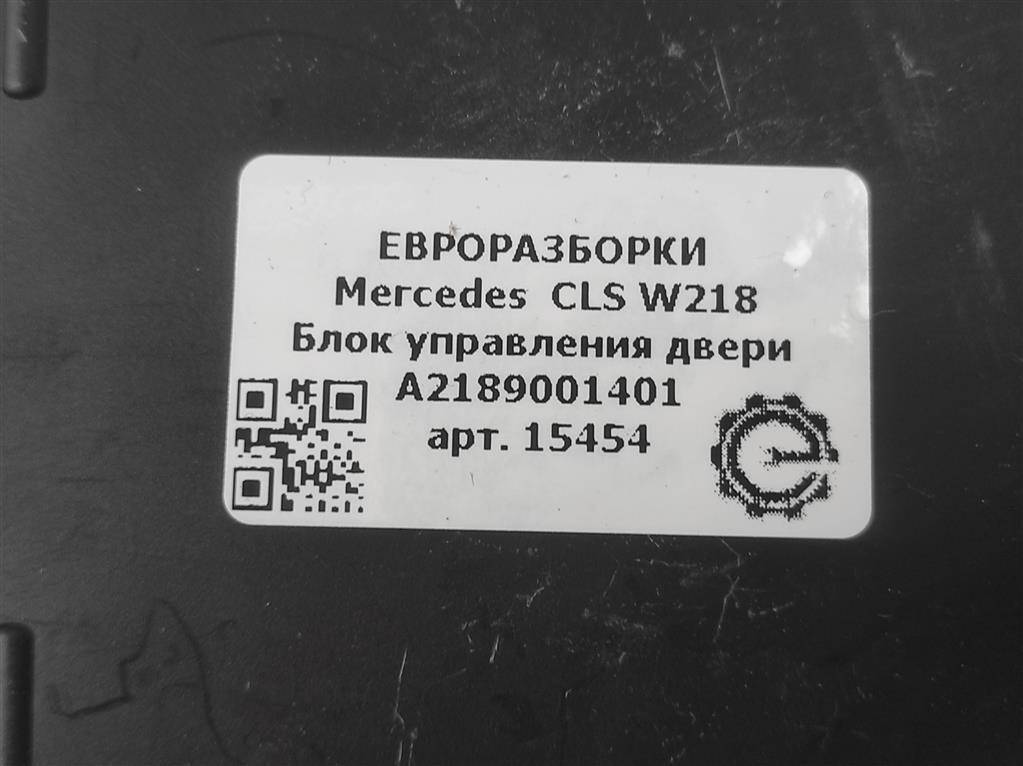 ЕВРОРАЗБОРКИ
Mercedes CLS W218
Блок управления двери
A2189001401
арт. 15454